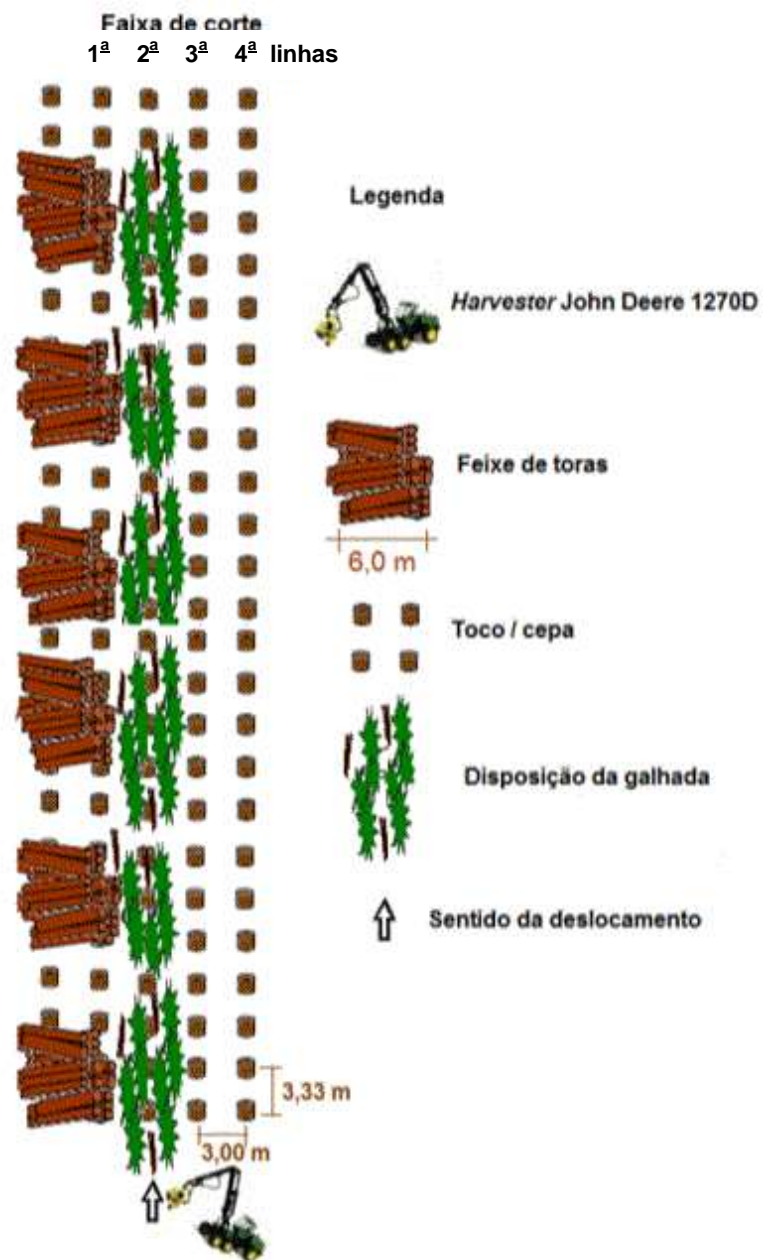 Faixa de corte
1ª 2ª 3ª 4ª linhas
Legenda
Harvester John Deere 1270D
Feixe de toras
6,0 m
Toco / cepa
Disposição da galhada
Sentido da deslocamento
3,33 m
3,00 m